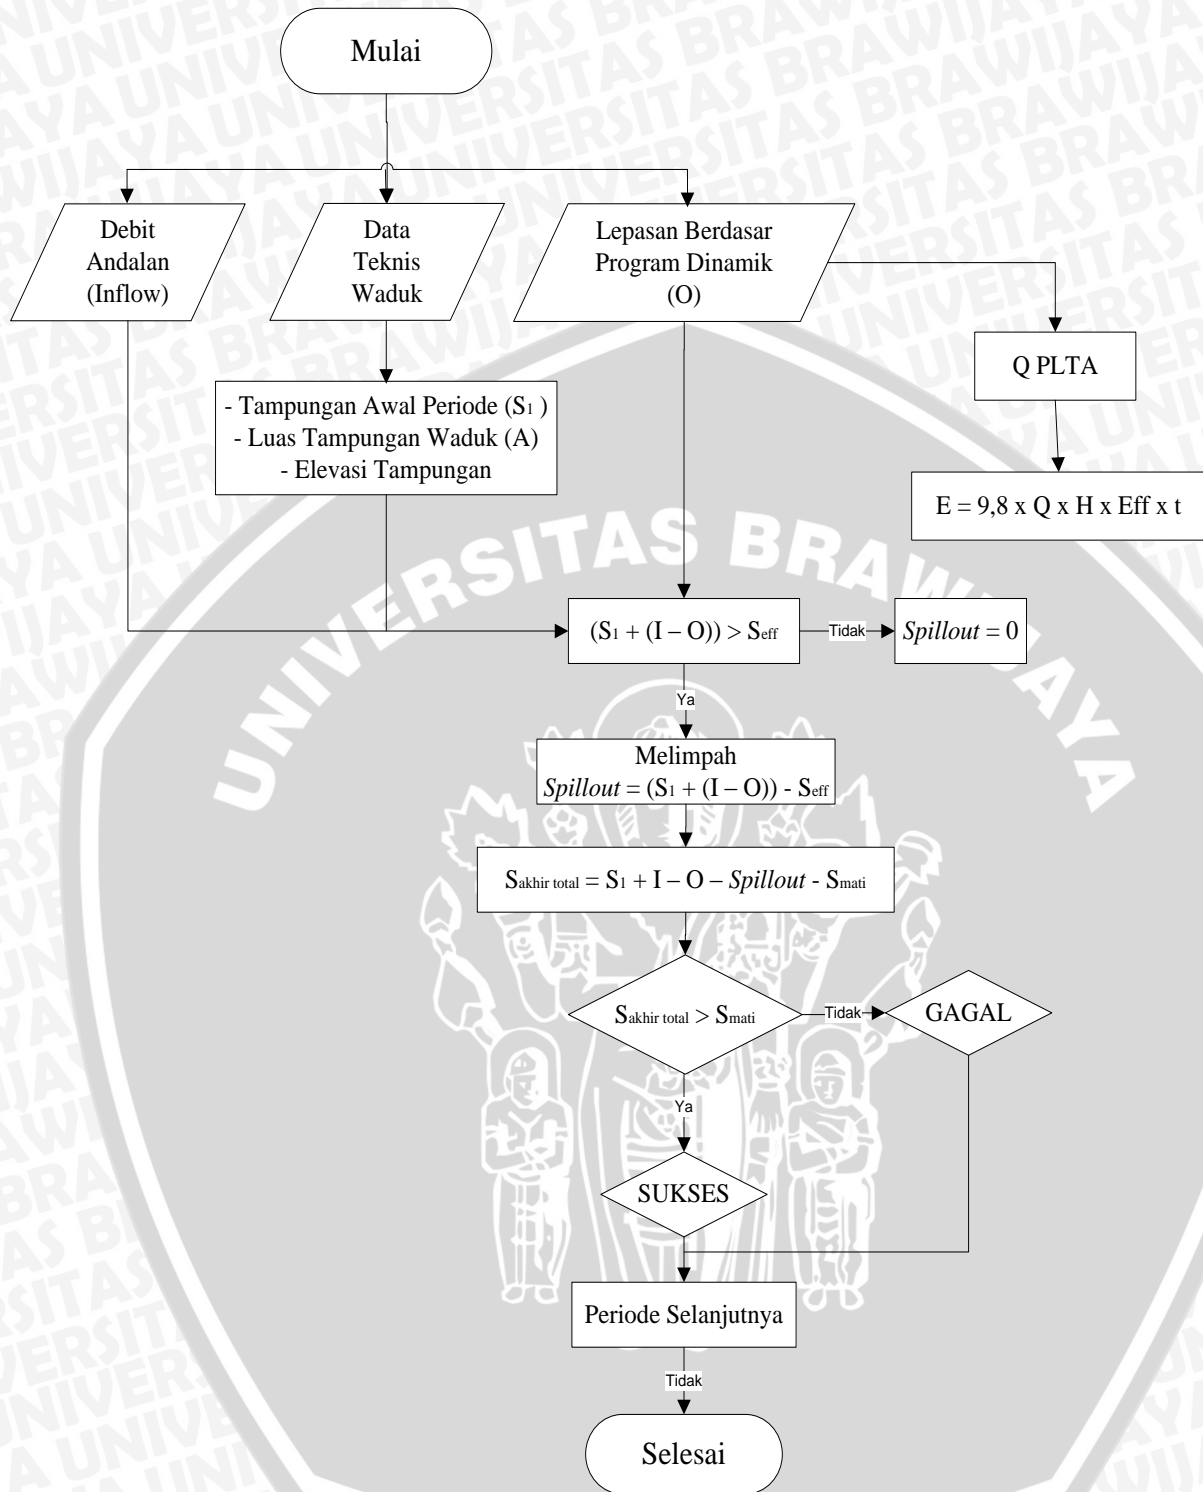 Mulai
Debit
Andalan
(Inflow)
Data
Teknis
Waduk
Lepasan Berdasar
Program Dinamik
(O)
Q PLTA
- Tampungan Awal Periode (S1 )
- Luas Tampungan Waduk (A)
- Elevasi Tampungan
E = 9,8 x Q x H x Eff x t
UNIVERSITAS BRAWIJAYA
(S1 + (I – O)) > Seff
Tidak
Spillout = 0
Ya
Melimpah
Spillout = (S1 + (I – O)) - Seff
Sakhir total = S1 + I – O – Spillout - Smati
Sakhir total > Smati
Tidak
GAGAL
Ya
SUKSES
Periode Selanjutnya
Tidak
Selesai